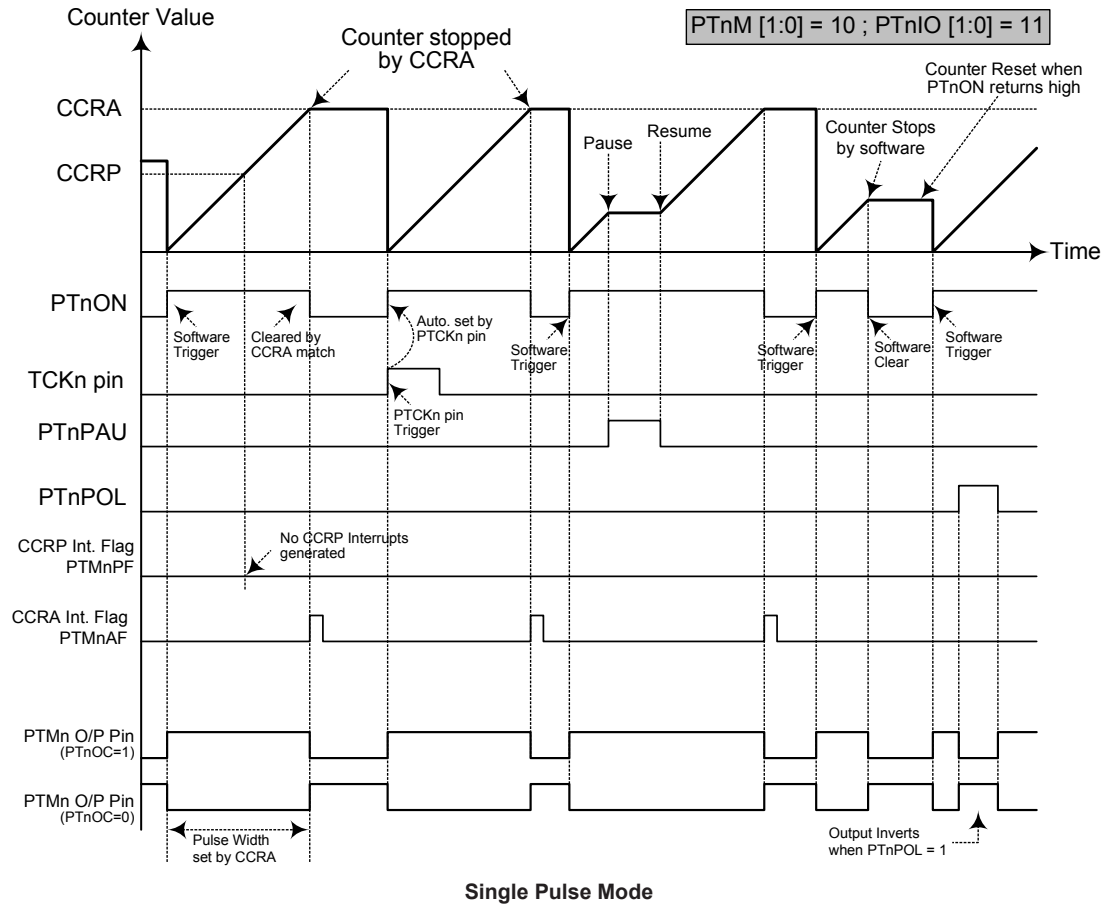 Counter Value
PTnM [1:0] = 10 ; PTnIO [1:0] = 11
Counter stopped
by CCRA
Counter Reset when
PTnON returns high
CCRA
CCRP
Pause
Resume
Counter Stops
by software
Time
PTnON
Software
Trigger
Cleared by
CCRA match
Auto. set by
PTCKn pin
Software
Trigger
Software
Trigger
Software
Clear
Software
Trigger
TCKn pin
PTCKn pin
Trigger
PTnPAU
PTnPOL
CCRP Int. Flag
PTMnPF
No CCRP Interrupts
generated
CCRA Int. Flag
PTMnAF
PTMn O/P Pin
(PTnOC=1)
PTMn O/P Pin
(PTnOC=0)
Pulse Width
set by CCRA
Output Inverts
when PTnPOL = 1
Single Pulse Mode